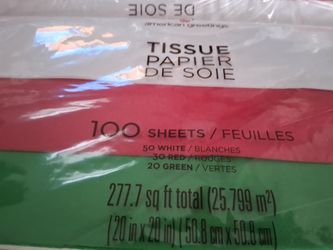 DE SOIE
american greetings
TISSUE
PAPIER
DE SOIE
100 SHEETS / FEUILLES
50 WHITE / BLANCHES
30 RED / ROUGES
20 GREEN / VERTES
277.7 sq ft total (25.799 m²)
(20 in x 20 in) (50.8 cm x 50.8 cm)